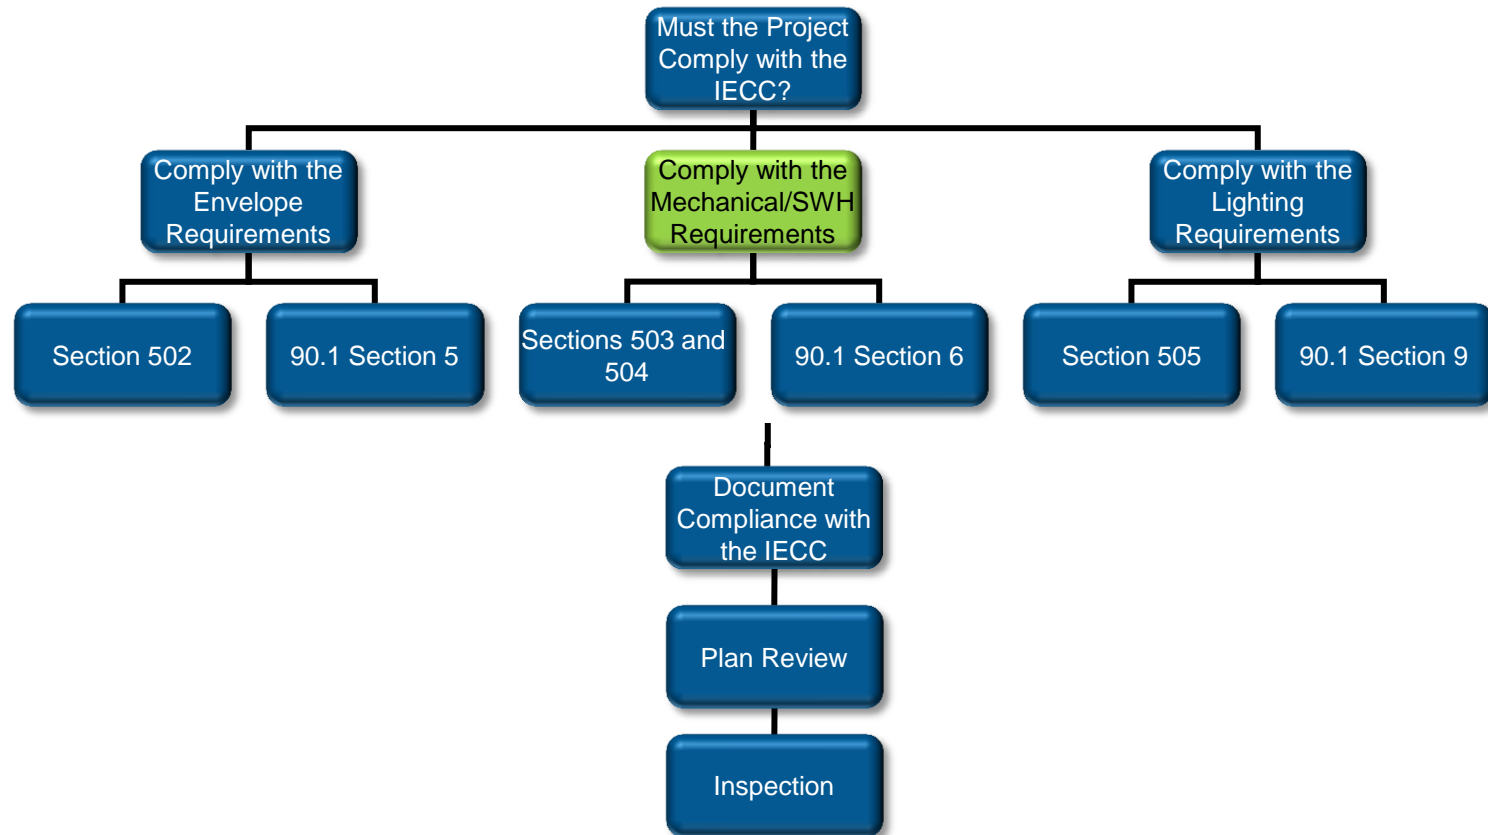 Must the Project
Comply with the
IECC?
Comply with the
Envelope
Requirements
Comply with the
Mechanical/SWH
Requirements
Comply with the
Lighting
Requirements
Section 502
90.1 Section 5
Sections 503 and
504
90.1 Section 6
Section 505
90.1 Section 9
Document
Compliance with
the IECC
Plan Review
Inspection